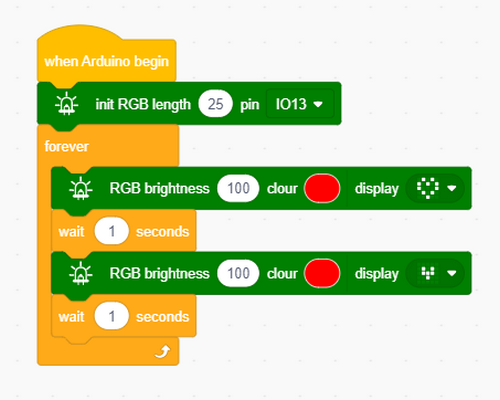 when Arduino begin
init RGB length 25 pin IO13
forever
RGB brightness 100 clour display
wait 1 seconds
RGB brightness 100 clour display
wait 1 seconds